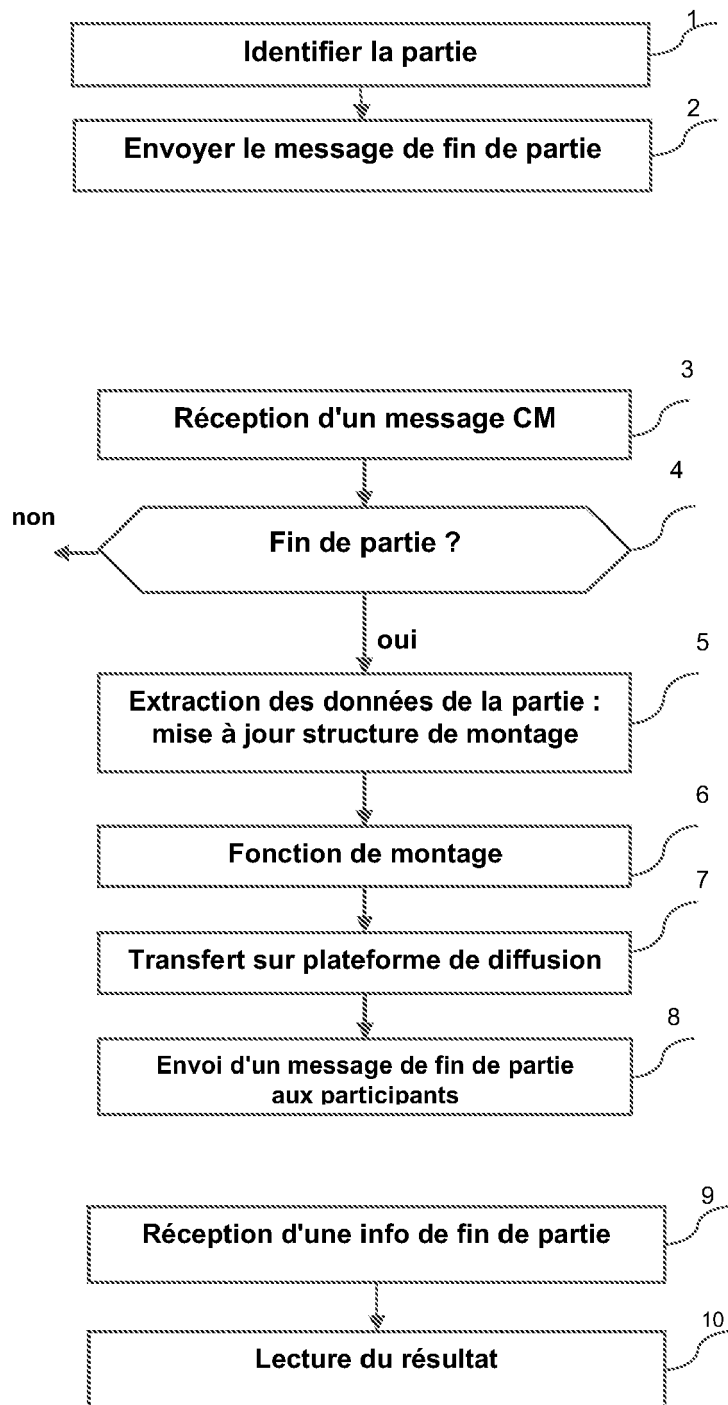 1
Identifier la partie
2
Envoyer le message de fin de partie
3
Réception d'un message CM
4
non
Fin de partie ?
oui
5
Extraction des données de la partie :
mise à jour structure de montage
6
Fonction de montage
7
Transfert sur plateforme de diffusion
8
Envoi d'un message de fin de partie
aux participants
9
Réception d'une info de fin de partie
10
Lecture du résultat